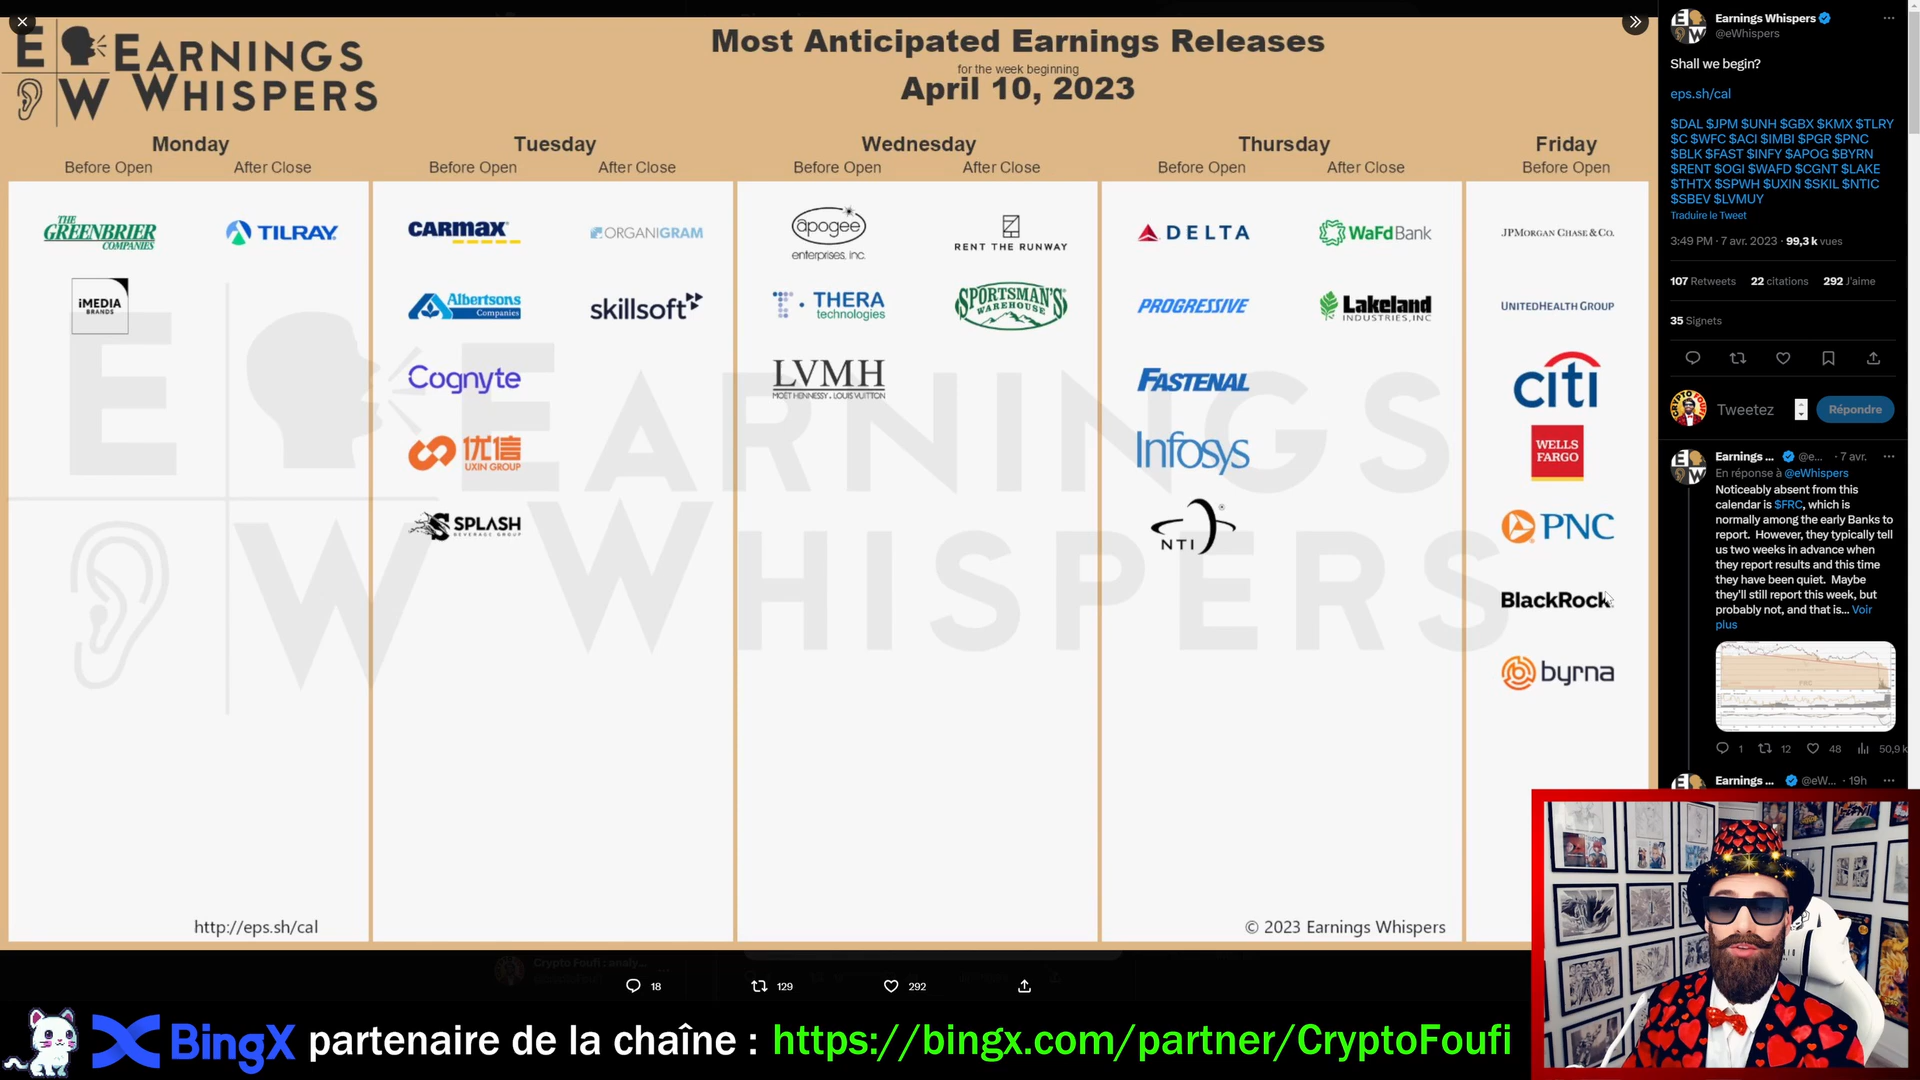 EARNINGS
WHISPERS
E
W
Most Anticipated Earnings Releases
for the week beginning
April 10, 2023
Monday
Before Open
After Close
Tuesday
Before Open
After Close
Wednesday
Before Open
After Close
Thursday
Before Open
After Close
Friday
Before Open
THE
GREENBRIER
COMPANIES
TILRAY
iMEDIA
BRANDS
CARMAX
ORGANIGRAM
Albertsons
Companies
skillsoft
Cognyte
优信
UXIN GROUP
SPLASH
BEVERAGE GROUP
apogee
enterprises, inc.
RENT THE RUNWAY
THERA
technologies
SPORTSMAN'S
WAREHOUSE
LVMH
MOËT HENNESSY . LOUIS VUITTON
DELTA
WaFd Bank
PROGRESSIVE
Lakeland
INDUSTRIES, INC
FASTENAL
Infosys
NTI
JPMORGAN CHASE & CO.
UNITEDHEALTH GROUP
citi
WELLS
FARGO
PNC
BlackRock
byrna
E
W
EARNINGS
WHISPERS
http://eps.sh/cal
© 2023 Earnings Whispers
18
129
292
Earnings Whispers
@eWhispers
Shall we begin?
eps.sh/cal
$DAL $JPM $UNH $GBX $KMX $TLRY
$C $WFC $ACI $IMBI $PGR $PNC
$BLK $FAST $INFY $APOG $BYRN
$RENT $OGI $WAFD $CGNT $LAKE
$THTX $SPWH $UXIN $SKIL $NTIC
$SBEV $LVMUY
Traduire le Tweet
3:49 PM · 7 avr. 2023 · 99,3 k vues
107 Retweets 22 citations 292 J'aime
35 Signets
Tweetez
Répondre
Earnings ... @e... · 7 avr.
En réponse à @eWhispers
Noticeably absent from this
calendar is $FRC, which is
normally among the early Banks to
report. However, they typically tell
us two weeks in advance when
they report results and this time
they have been quiet. Maybe
they'll still report this week, but
probably not, and that is... Voir
plus
1
12
48
50,9 k
Earnings ... @eW... · 19h
Crypto Foufi : analy...
BingX partenaire de la chaîne : https://bingx.com/partner/CryptoFoufi